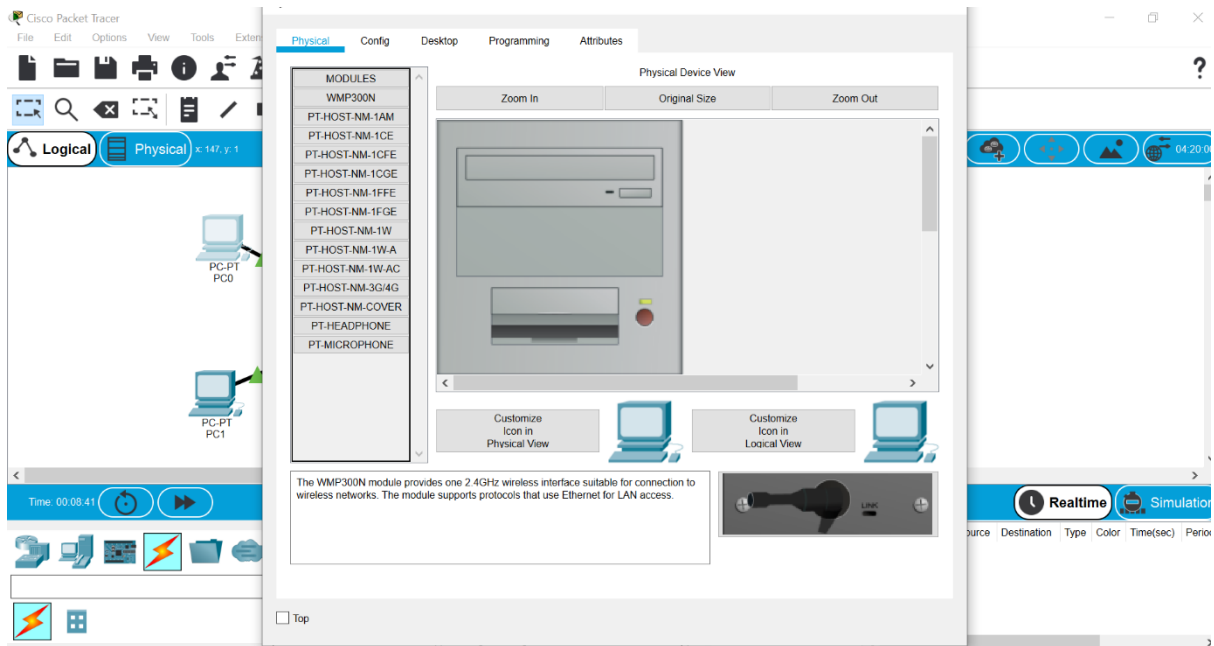 Cisco Packet Tracer
File Edit Options View Tools Exten
?
Logical Physical x: 147, y: 1
04:20:00
PC-PT
PC0
PC-PT
PC1
Physical Config Desktop Programming Attributes
MODULES
WMP300N
PT-HOST-NM-1AM
PT-HOST-NM-1CE
PT-HOST-NM-1CFE
PT-HOST-NM-1CGE
PT-HOST-NM-1FFE
PT-HOST-NM-1FGE
PT-HOST-NM-1W
PT-HOST-NM-1W-A
PT-HOST-NM-1W-AC
PT-HOST-NM-3G/4G
PT-HOST-NM-COVER
PT-HEADPHONE
PT-MICROPHONE
Physical Device View
Zoom In Original Size Zoom Out
Customize
Icon in
Physical View
Customize
Icon in
Logical View
The WMP300N module provides one 2.4GHz wireless interface suitable for connection to
wireless networks. The module supports protocols that use Ethernet for LAN access.
LINK
Top
Time: 00:08:41
Realtime Simulation
ource Destination Type Color Time(sec) Perio